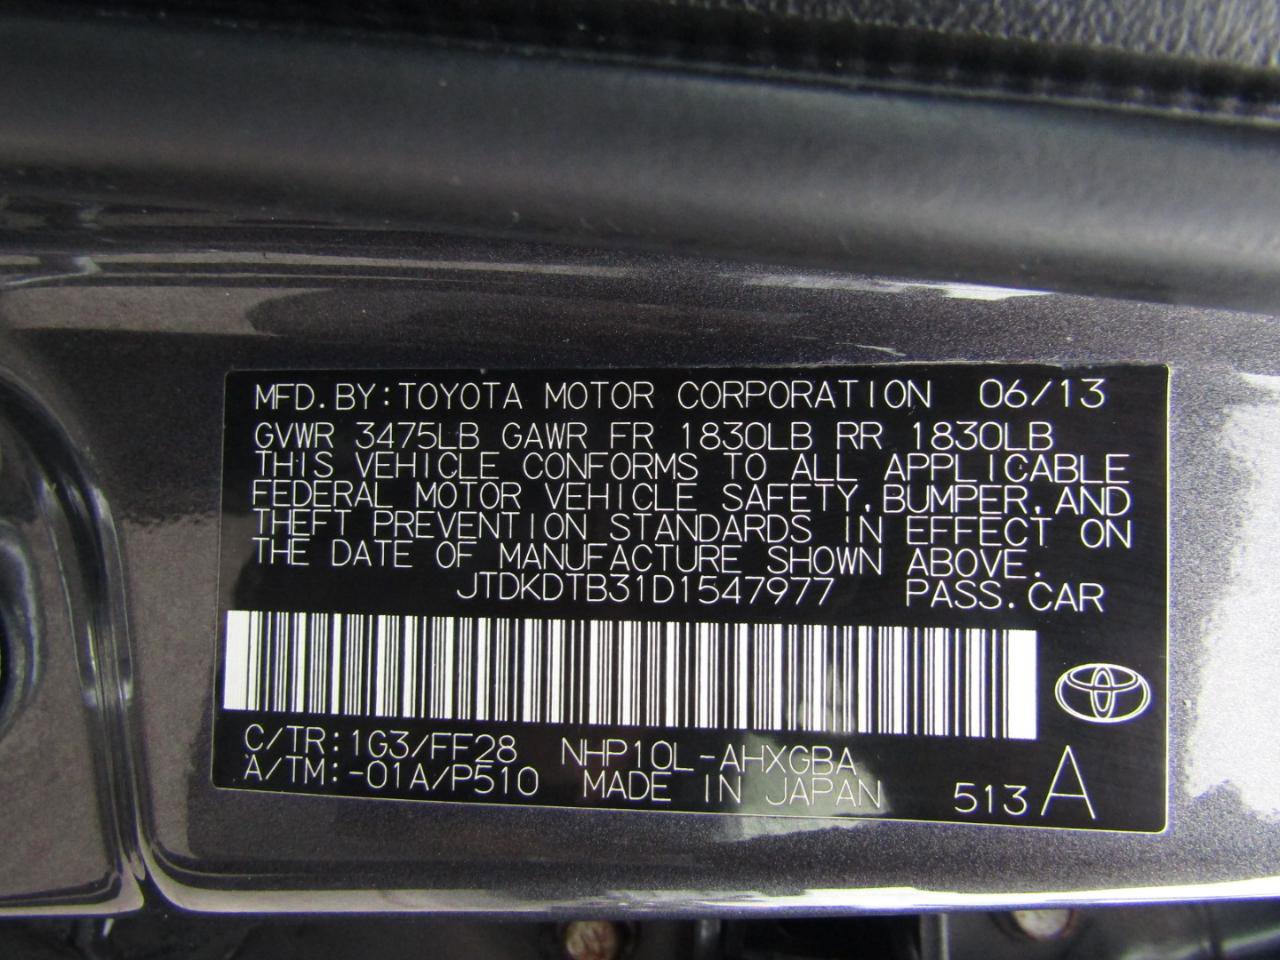 MFD.BY:TOYOTA MOTOR CORPORATION 06/13
GVWR 3475LB GAWR FR 1830LB RR 1830LB
THIS VEHICLE CONFORMS TO ALL APPLICABLE
FEDERAL MOTOR VEHICLE SAFETY,BUMPER,AND
THEFT PREVENTION STANDARDS IN EFFECT ON
THE DATE OF MANUFACTURE SHOWN ABOVE.
JTDKDTB31D1547977 PASS.CAR
C/TR:1G3/FF28 NHP10L-AHXGBA
A/TM:-01A/P510 MADE IN JAPAN 513 A